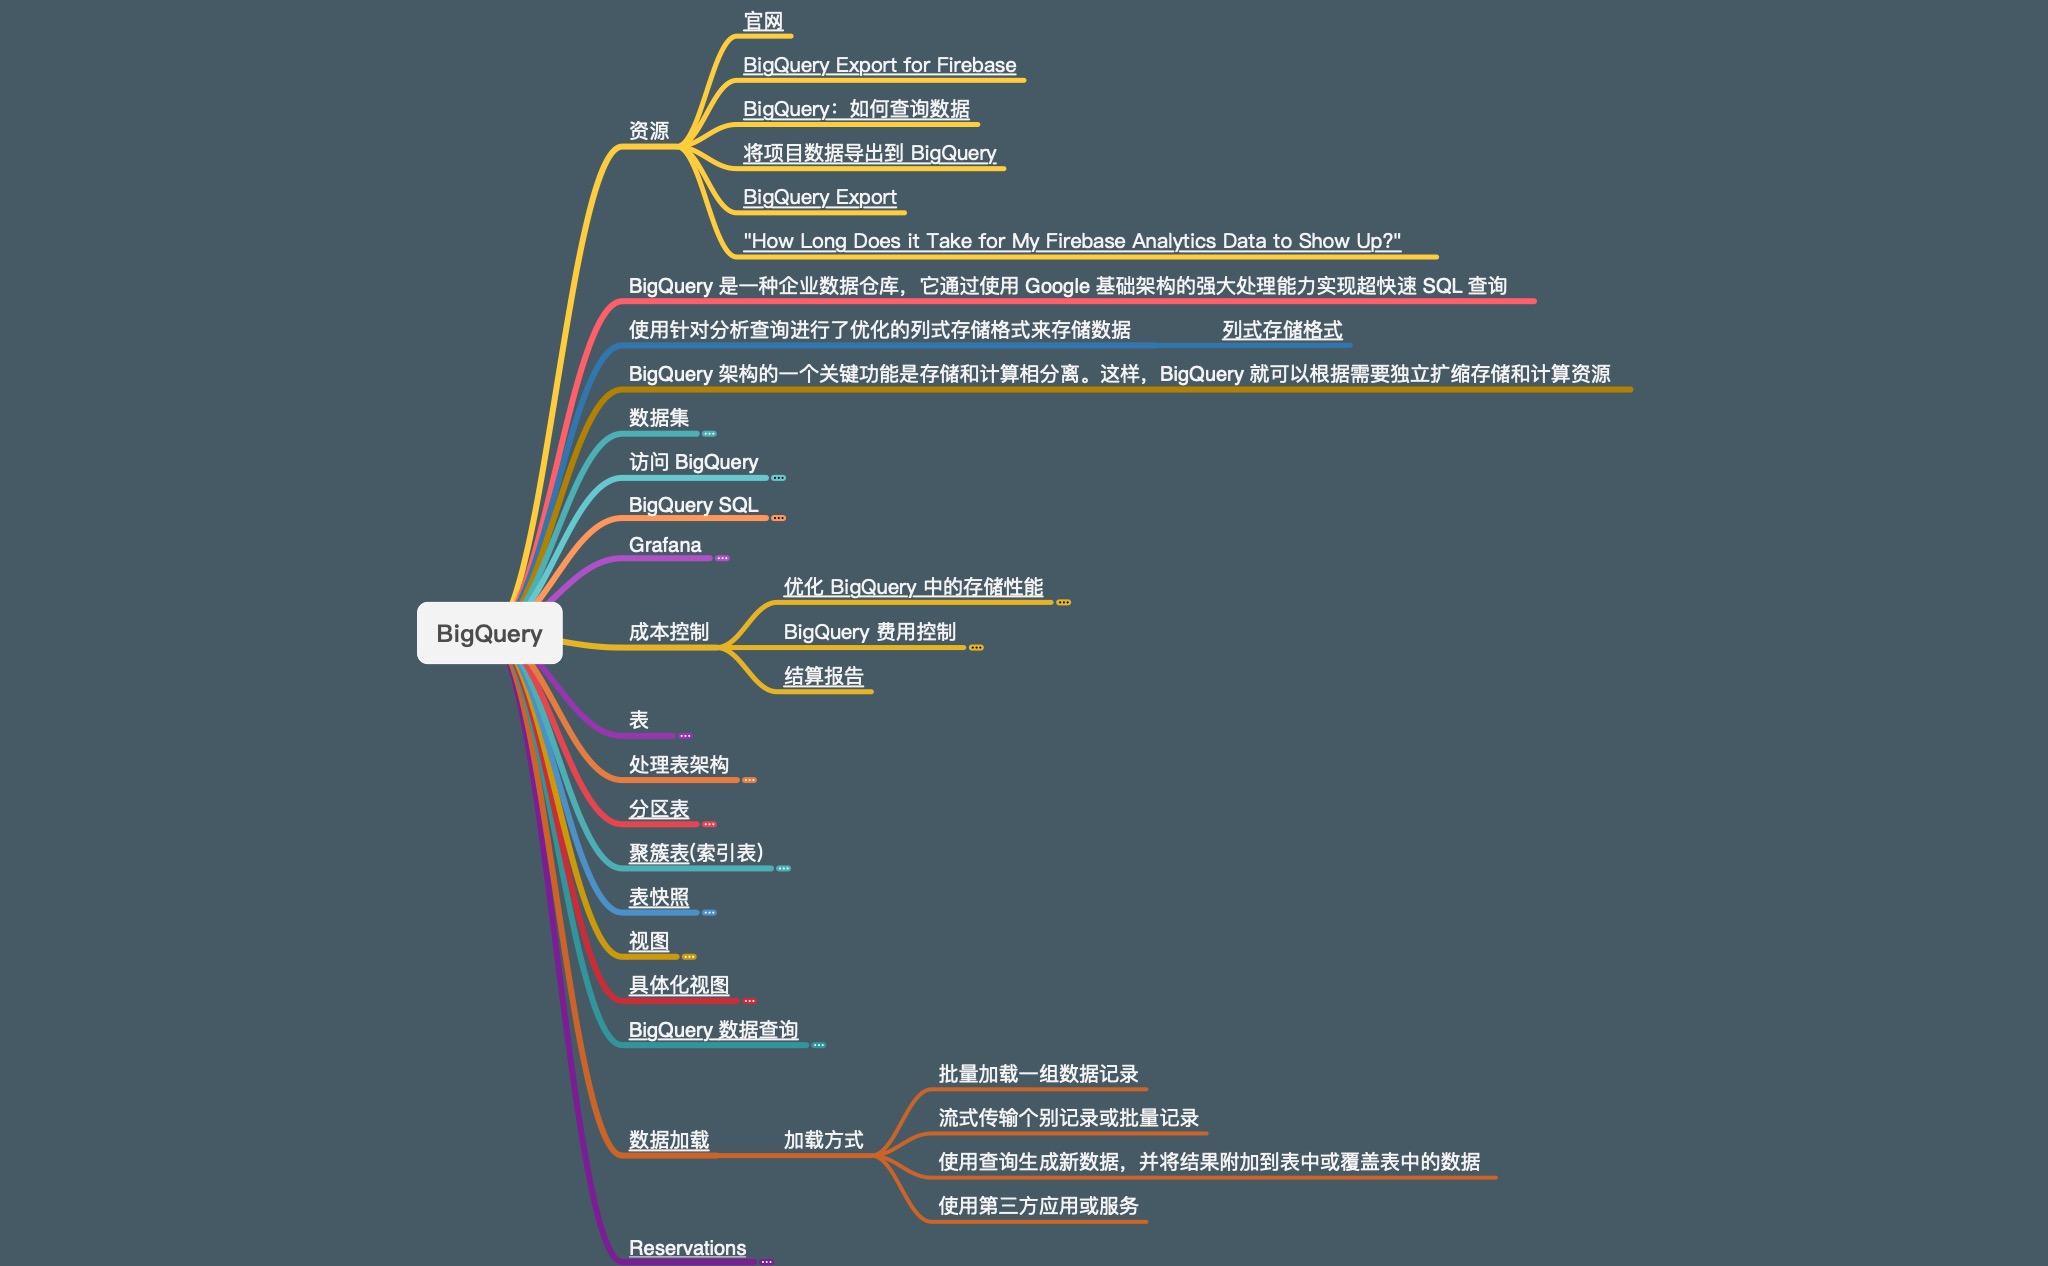 官网
BigQuery Export for Firebase
BigQuery：如何查询数据
资源
将项目数据导出到 BigQuery
BigQuery Export
"How Long Does it Take for My Firebase Analytics Data to Show Up?"
BigQuery 是一种企业数据仓库，它通过使用 Google 基础架构的强大处理能力实现超快速 SQL 查询
使用针对分析查询进行了优化的列式存储格式来存储数据
列式存储格式
BigQuery 架构的一个关键功能是存储和计算相分离。这样，BigQuery 就可以根据需要独立扩缩存储和计算资源
数据集
访问 BigQuery
BigQuery SQL
Grafana
BigQuery
成本控制
优化 BigQuery 中的存储性能
BigQuery 费用控制
结算报告
表
处理表架构
分区表
聚簇表(索引表）
表快照
视图
具体化视图
BigQuery 数据查询
数据加载
加载方式
批量加载一组数据记录
流式传输个别记录或批量记录
使用查询生成新数据，并将结果附加到表中或覆盖表中的数据
使用第三方应用或服务
Reservations